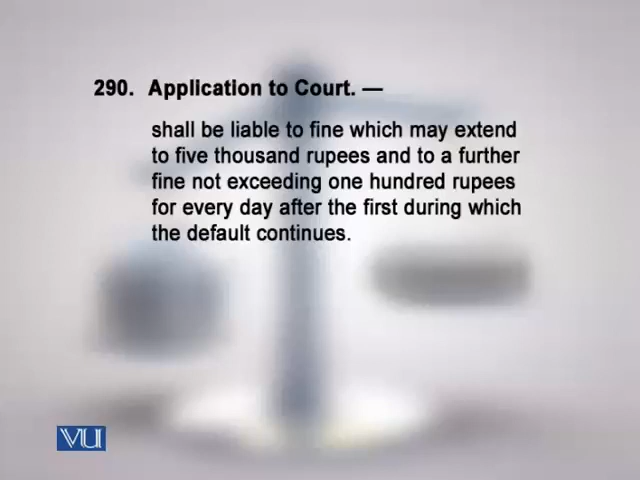 290. Application to Court. —
shall be liable to fine which may extend
to five thousand rupees and to a further
fine not exceeding one hundred rupees
for every day after the first during which
the default continues.
VU